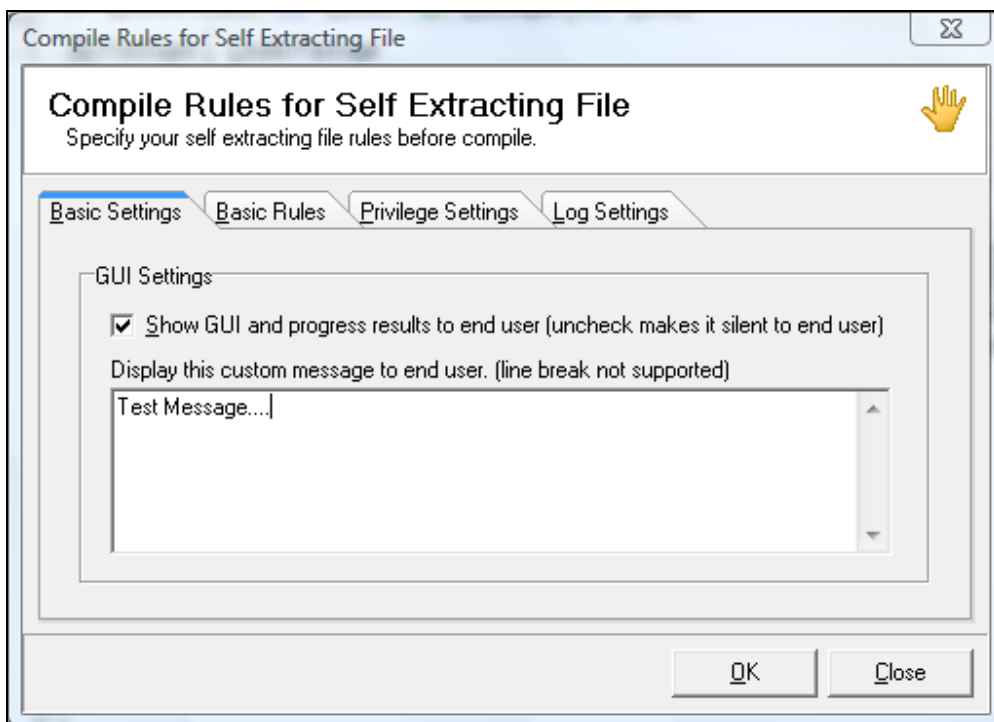 Compile Rules for Self Extracting File
Compile Rules for Self Extracting File
Specify your self extracting file rules before compile.
Basic Settings
Basic Rules
Privilege Settings
Log Settings
GUI Settings
Show GUI and progress results to end user (uncheck makes it silent to end user)
Display this custom message to end user. (line break not supported)
Test Message....
OK
Close